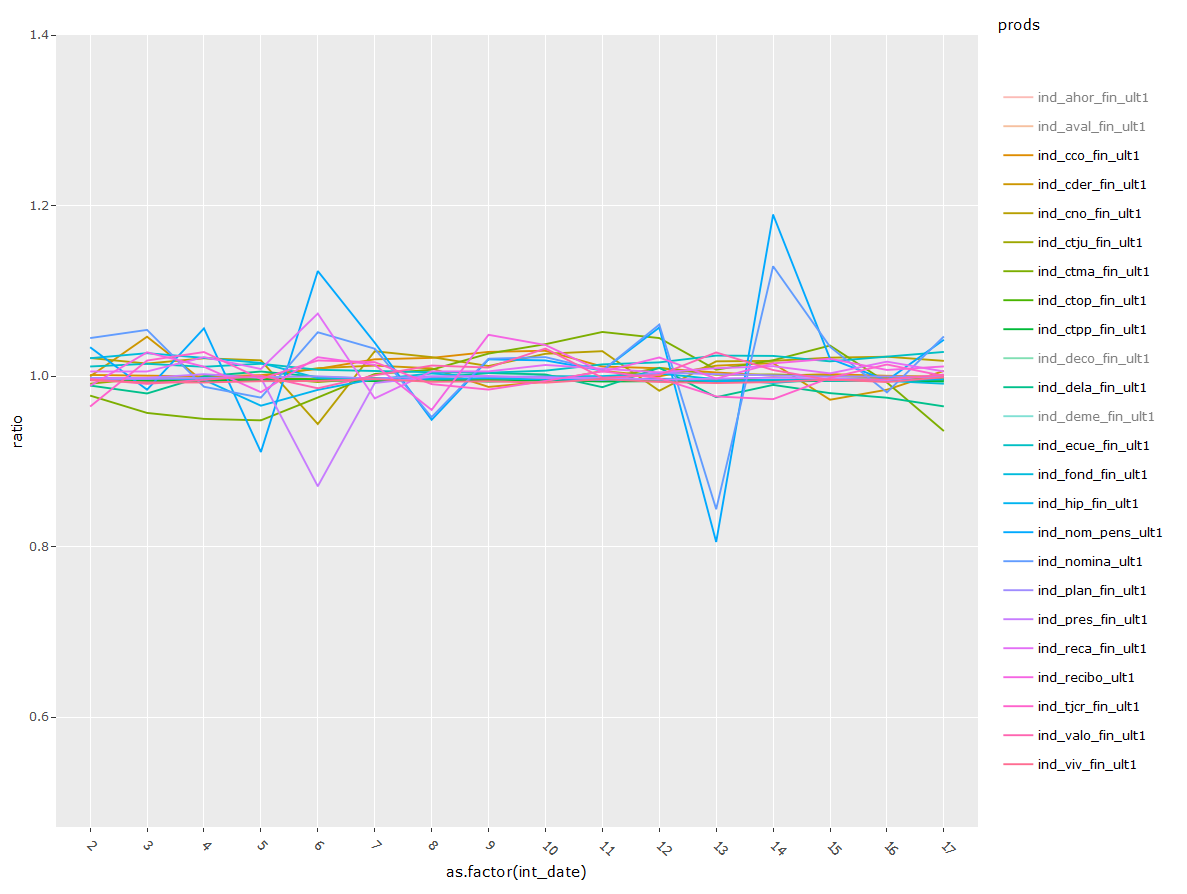 prods
1.4
1.2
1.0
0.8
0.6
ratio
2 3 4 5 6 7 8 9 10 11 12 13 14 15 16 17
as.factor(int_date)
ind_ahor_fin_ult1
ind_aval_fin_ult1
ind_cco_fin_ult1
ind_cder_fin_ult1
ind_cno_fin_ult1
ind_ctju_fin_ult1
ind_ctma_fin_ult1
ind_ctop_fin_ult1
ind_ctpp_fin_ult1
ind_deco_fin_ult1
ind_dela_fin_ult1
ind_deme_fin_ult1
ind_ecue_fin_ult1
ind_fond_fin_ult1
ind_hip_fin_ult1
ind_nom_pens_ult1
ind_nomina_ult1
ind_plan_fin_ult1
ind_pres_fin_ult1
ind_reca_fin_ult1
ind_recibo_ult1
ind_tjcr_fin_ult1
ind_valo_fin_ult1
ind_viv_fin_ult1